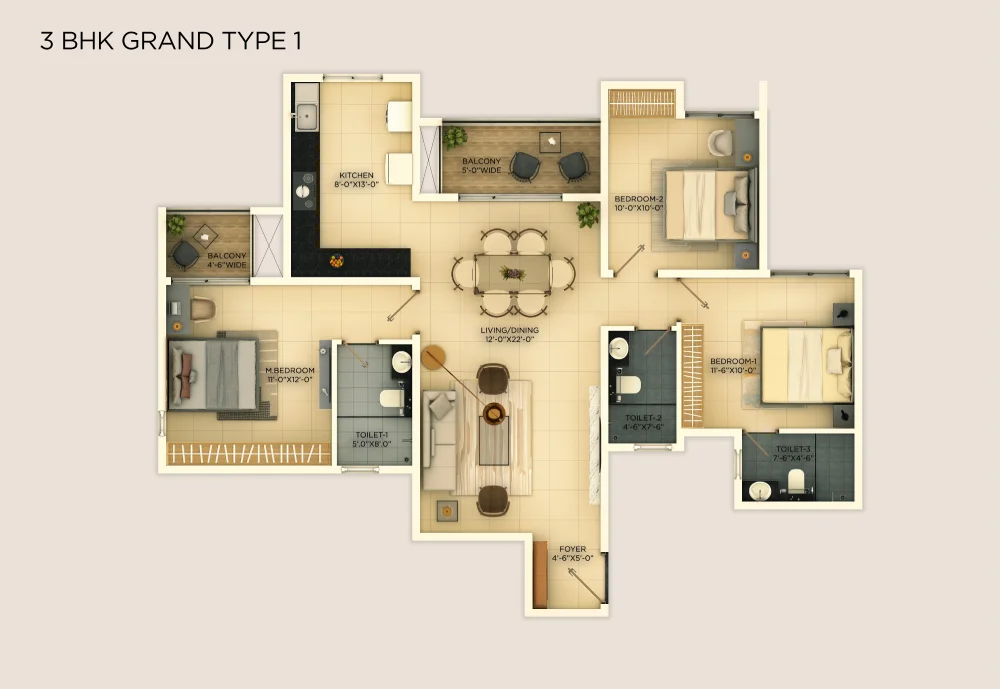 3 BHK GRAND TYPE 1
KITCHEN
8'-0"X13'-0"
BALCONY
5'-0"WIDE
BEDROOM-2
10'-0"X10'-0"
BALCONY
4'-6"WIDE
LIVING/DINING
12'-0"X22'-0"
M.BEDROOM
11'-0"X12'-0"
BEDROOM-1
11'-6"X10'-0"
TOILET-1
5'.0"X8'.0"
TOILET-.2
4'-6"X7'-6"
TOILET-3
7'-6"X4'-6"
FOYER
4'-6"X5'-0"